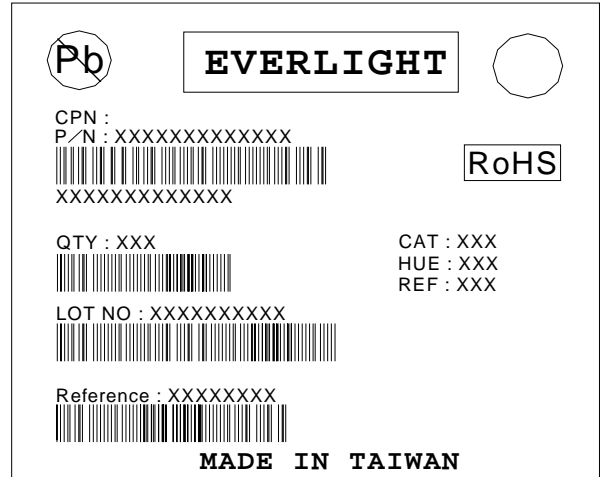 Pb
EVERLIGHT
CPN :
P/N : XXXXXXXXXXXXX
RoHS
XXXXXXXXXXXXX
QTY : XXX
CAT : XXX
HUE : XXX
REF : XXX
LOT NO : XXXXXXXXXX
Reference : XXXXXXXX
MADE IN TAIWAN